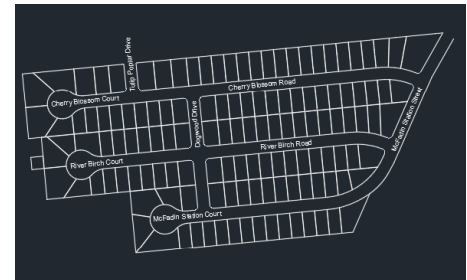 Tulip Poplar Drive
Cherry Blossom Road
Cherry Blossom Court
Dogwood Drive
McFadin Station Street
River Birch Road
River Birch Court
McFadin Station Court